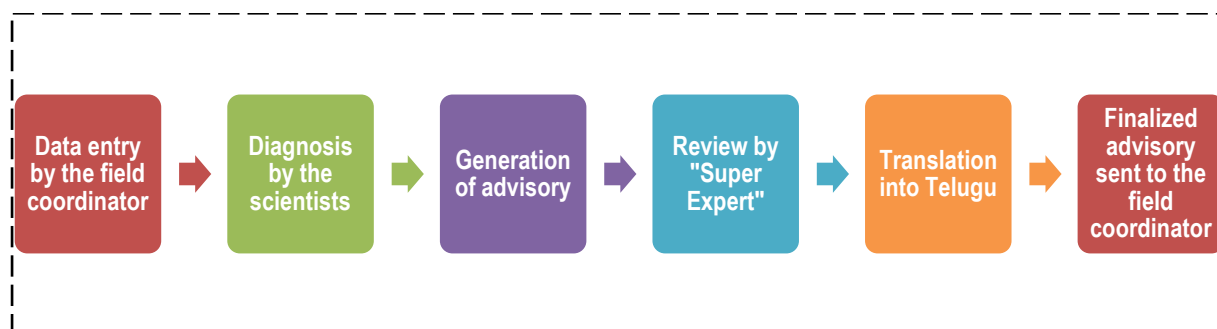 Data entry
by the field
coordinator
Diagnosis
by the
scientists
Generation
of advisory
Review by
"Super
Expert"
Translation
into Telugu
Finalized
advisory
sent to the
field
coordinator